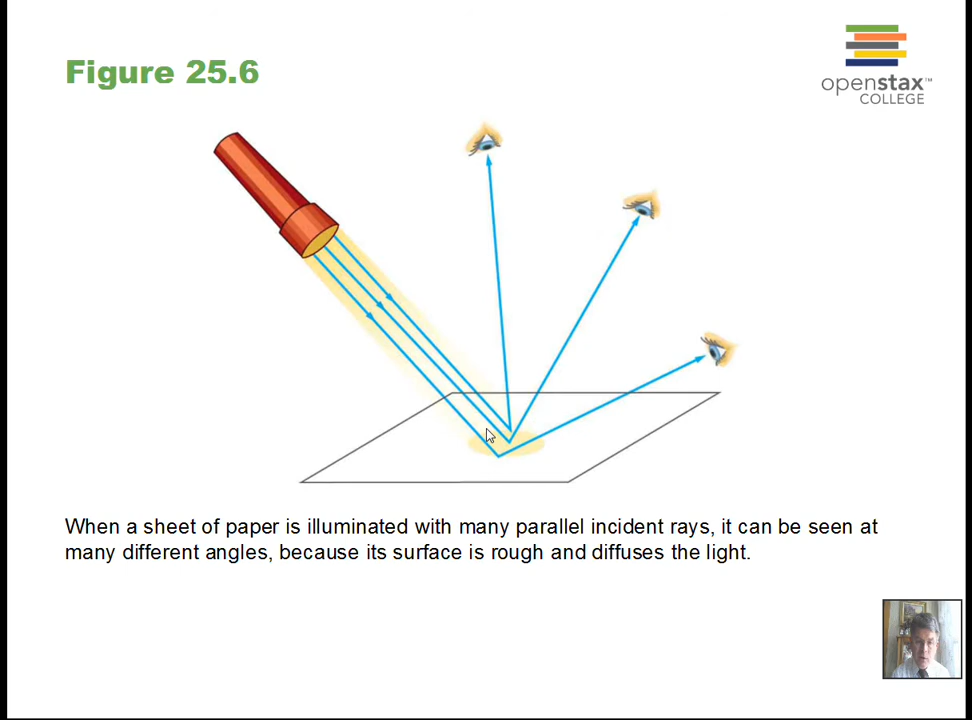 Figure 25.6
openstax™
COLLEGE
When a sheet of paper is illuminated with many parallel incident rays, it can be seen at
many different angles, because its surface is rough and diffuses the light.